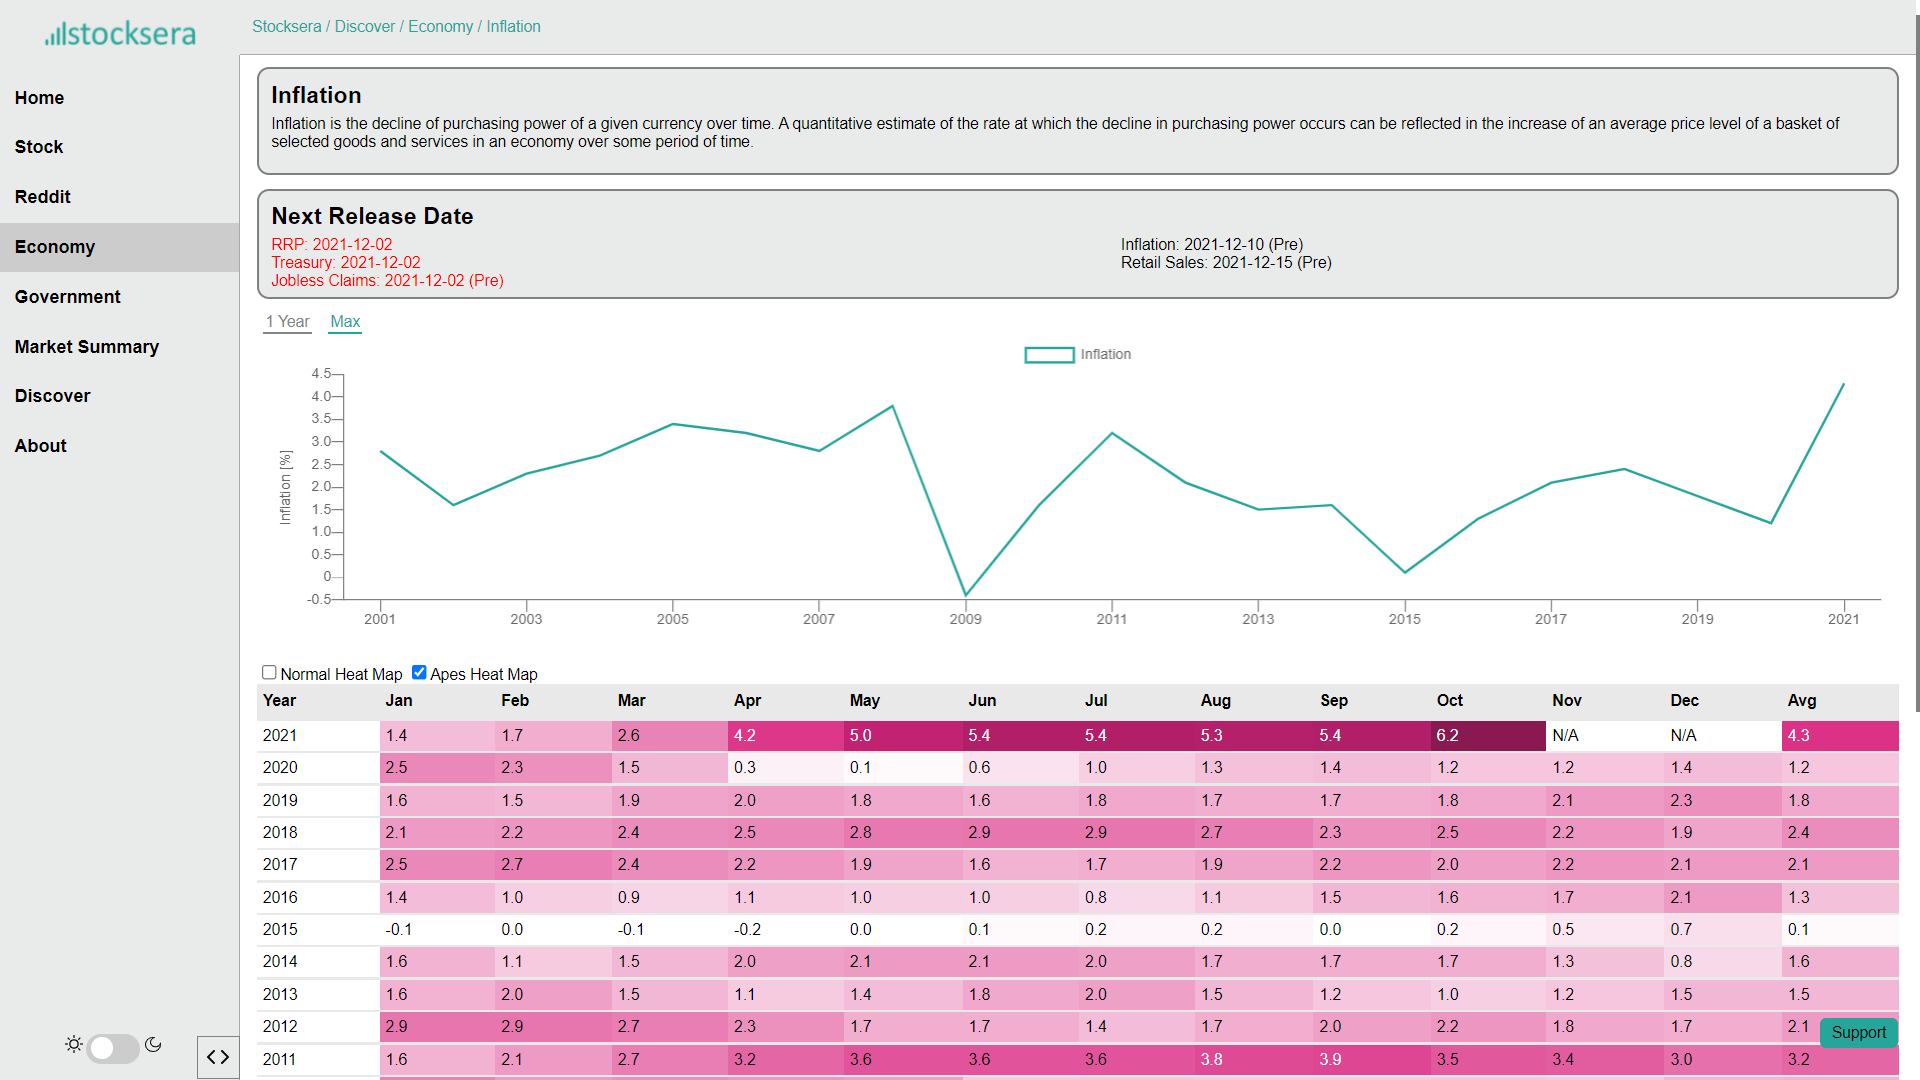 stocksera
Stocksera / Discover / Economy / Inflation
Home
Stock
Reddit
Economy
Government
Market Summary
Discover
About
Inflation
Inflation is the decline of purchasing power of a given currency over time. A quantitative estimate of the rate at which the decline in purchasing power occurs can be reflected in the increase of an average price level of a basket of
selected goods and services in an economy over some period of time.
Next Release Date
RRP: 2021-12-02
Treasury: 2021-12-02
Jobless Claims: 2021-12-02 (Pre)
Inflation: 2021-12-10 (Pre)
Retail Sales: 2021-12-15 (Pre)
1 Year Max
Inflation
Inflation [%]
4.5
4.0
3.5
3.0
2.5
2.0
1.5
1.0
0.5
0
-0.5
2001 2003 2005 2007 2009 2011 2013 2015 2017 2019 2021
Normal Heat Map Apes Heat Map
Year Jan Feb Mar Apr May Jun Jul Aug Sep Oct Nov Dec Avg
2021 1.4 1.7 2.6 4.2 5.0 5.4 5.4 5.3 5.4 6.2 N/A N/A 4.3
2020 2.5 2.3 1.5 0.3 0.1 0.6 1.0 1.3 1.4 1.2 1.2 1.4 1.2
2019 1.6 1.5 1.9 2.0 1.8 1.6 1.8 1.7 1.7 1.8 2.1 2.3 1.8
2018 2.1 2.2 2.4 2.5 2.8 2.9 2.9 2.7 2.3 2.5 2.2 1.9 2.4
2017 2.5 2.7 2.4 2.2 1.9 1.6 1.7 1.9 2.2 2.0 2.2 2.1 2.1
2016 1.4 1.0 0.9 1.1 1.0 1.0 0.8 1.1 1.5 1.6 1.7 2.1 1.3
2015 -0.1 0.0 -0.1 -0.2 0.0 0.1 0.2 0.2 0.0 0.2 0.5 0.7 0.1
2014 1.6 1.1 1.5 2.0 2.1 2.1 2.0 1.7 1.7 1.7 1.3 0.8 1.6
2013 1.6 2.0 1.5 1.1 1.4 1.8 2.0 1.5 1.2 1.0 1.2 1.5 1.5
2012 2.9 2.9 2.7 2.3 1.7 1.7 1.4 1.7 2.0 2.2 1.8 1.7 2.1
2011 1.6 2.1 2.7 3.2 3.6 3.6 3.6 3.8 3.9 3.5 3.4 3.0 3.2
Support